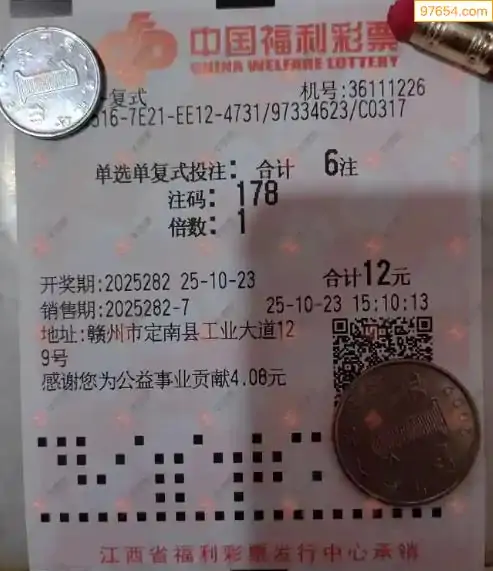 97654.com
中国福利彩票
CHINA WELFARE LOTTERY
复式
机号:36111226
516-7E21-EE12-4731/97334623/C0317
单选单复式投注: 合计 6注
注码: 178
倍数: 1
开奖期:2025282 25-10-23 合计12元
销售期:2025282-7 25-10-23 15:10:13
地址:赣州市定南县工业大道12
9号
感谢您为公益事业贡献4.08元
江西省福利彩票发行中心承销